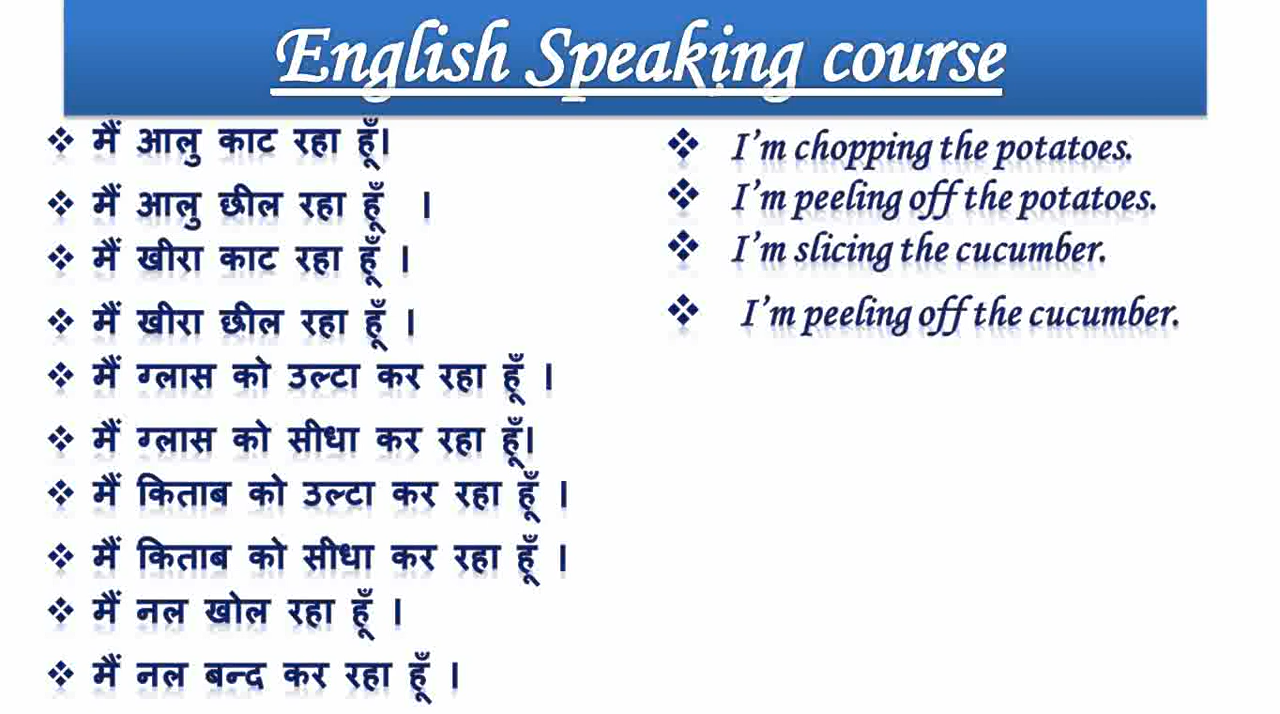 English Speaking course
मैं आलु काट रहा हूँ।
मैं आलु छील रहा हूँ ।
मैं खीरा काट रहा हूँ ।
मैं खीरा छील रहा हूँ ।
मैं ग्लास को उल्टा कर रहा हूँ ।
मैं ग्लास को सीधा कर रहा हूँ।
मैं किताब को उल्टा कर रहा हूँ ।
मैं किताब को सीधा कर रहा हूँ ।
मैं नल खोल रहा हूँ ।
मैं नल बन्द कर रहा हूँ ।
I'm chopping the potatoes.
I'm peeling off the potatoes.
I'm slicing the cucumber.
I'm peeling off the cucumber.